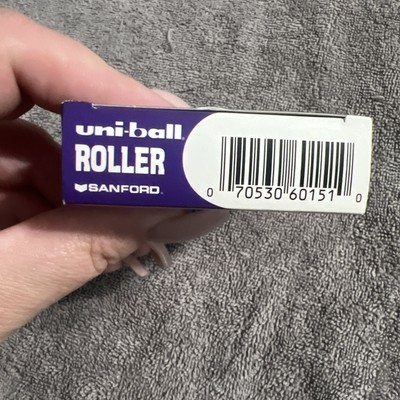 uni-ball
ROLLER
SANFORD.
0 70530 60151 0